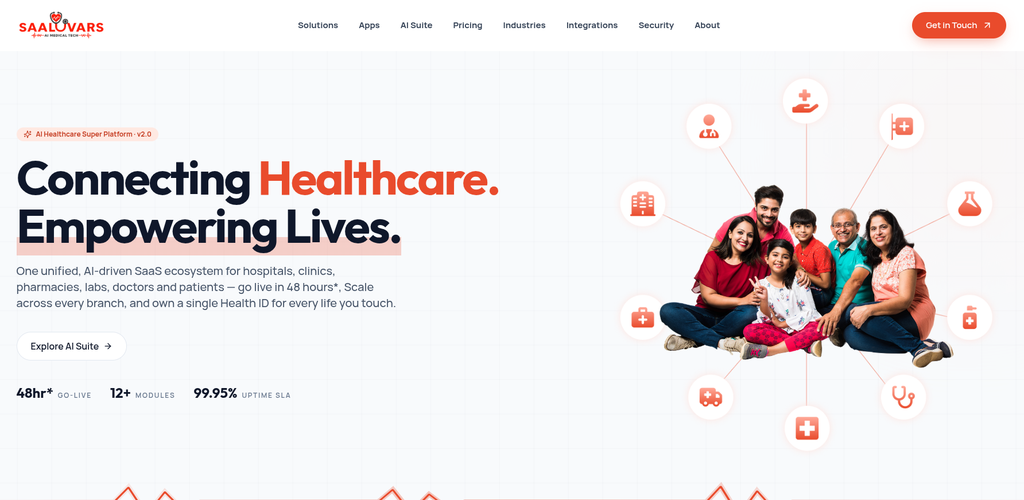 SAALUVARS
AI MEDICAL TECH
Solutions
Apps
AI Suite
Pricing
Industries
Integrations
Security
About
Get in Touch
AI Healthcare Super Platform · v2.0
Connecting Healthcare.
Empowering Lives.
One unified, AI-driven SaaS ecosystem for hospitals, clinics,
pharmacies, labs, doctors and patients — go live in 48 hours*, Scale
across every branch, and own a single Health ID for every life you touch.
Explore AI Suite
48hr* GO-LIVE
12+ MODULES
99.95% UPTIME SLA